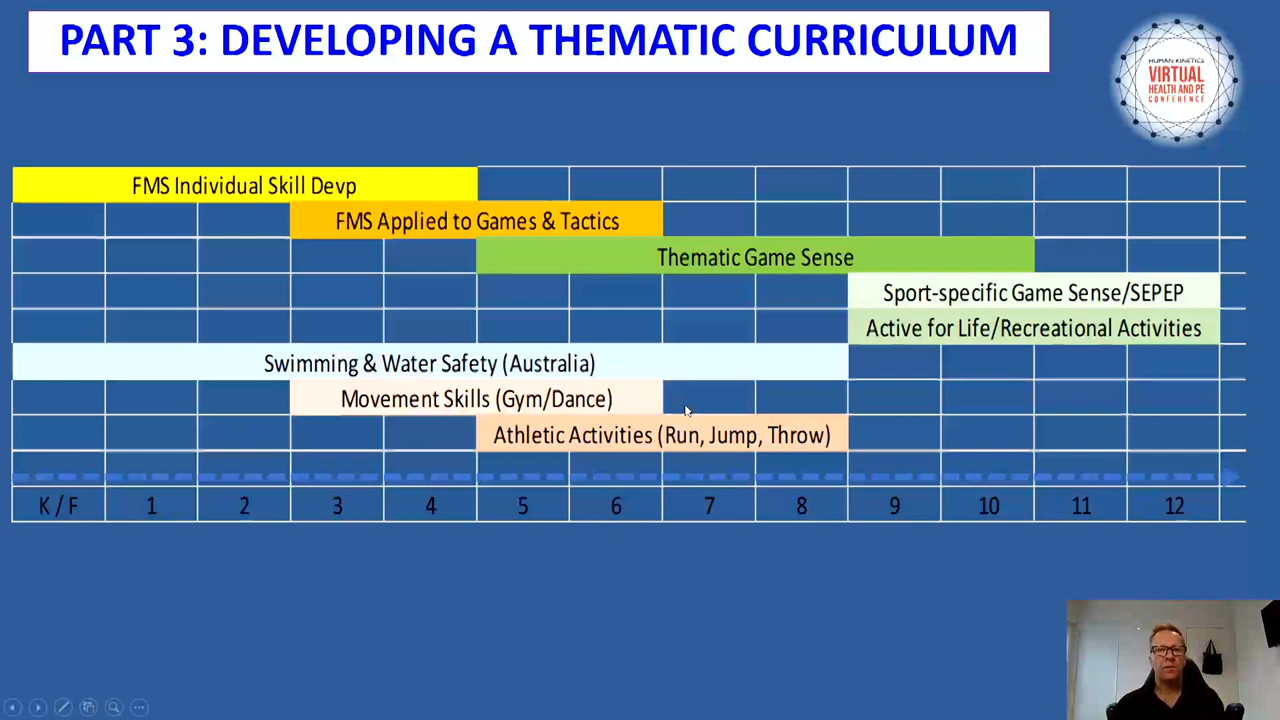 PART 3: DEVELOPING A THEMATIC CURRICULUM
HUMAN KINETICS
VIRTUAL
HEALTH AND PE
CONFERENCE
FMS Individual Skill Devp
FMS Applied to Games & Tactics
Thematic Game Sense
Sport-specific Game Sense/SEPEP
Active for Life/Recreational Activities
Swimming & Water Safety (Australia)
Movement Skills (Gym/Dance)
Athletic Activities (Run, Jump, Throw)
K / F 1 2 3 4 5 6 7 8 9 10 11 12